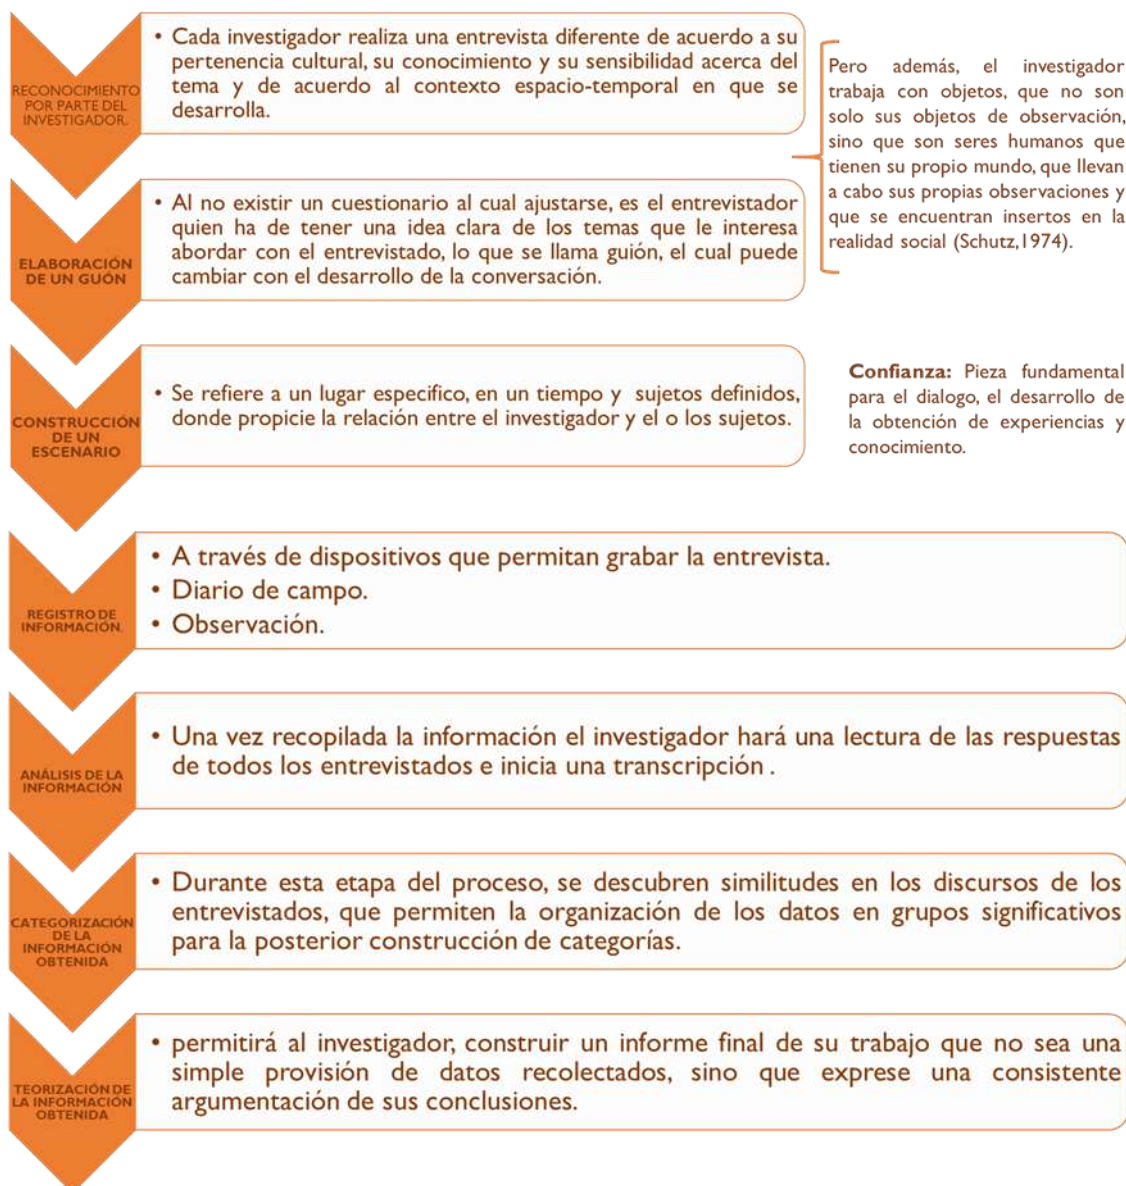 RECONOCIMIENTO
POR PARTE DEL
INVESTIGADOR.
• Cada investigador realiza una entrevista diferente de acuerdo a su
pertenencia cultural, su conocimiento y su sensibilidad acerca del
tema y de acuerdo al contexto espacio-temporal en que se
desarrolla.
Pero además, el investigador
trabaja con objetos, que no son
solo sus objetos de observación,
sino que son seres humanos que
tienen su propio mundo, que llevan
a cabo sus propias observaciones y
que se encuentran insertos en la
realidad social (Schutz,1974).
ELABORACIÓN
DE UN GUÓN
• Al no existir un cuestionario al cual ajustarse, es el entrevistador
quien ha de tener una idea clara de los temas que le interesa
abordar con el entrevistado, lo que se llama guión, el cual puede
cambiar con el desarrollo de la conversación.
CONSTRUCCIÓN
DE UN
ESCENARIO
• Se refiere a un lugar especifico, en un tiempo y sujetos definidos,
donde propicie la relación entre el investigador y el o los sujetos.
Confianza: Pieza fundamental
para el dialogo, el desarrollo de
la obtención de experiencias y
conocimiento.
REGISTRO DE
INFORMACIÓN.
• A través de dispositivos que permitan grabar la entrevista.
• Diario de campo.
• Observación.
ANÁLISIS DE LA
INFORMACIÓN
• Una vez recopilada la información el investigador hará una lectura de las respuestas
de todos los entrevistados e inicia una transcripción .
CATEGORIZACIÓN
DE LA
INFORMACIÓN
OBTENIDA
• Durante esta etapa del proceso, se descubren similitudes en los discursos de los
entrevistados, que permiten la organización de los datos en grupos significativos
para la posterior construcción de categorías.
TEORIZACIÓN DE
LA INFORMACIÓN
OBTENIDA
• permitirá al investigador, construir un informe final de su trabajo que no sea una
simple provisión de datos recolectados, sino que exprese una consistente
argumentación de sus conclusiones.